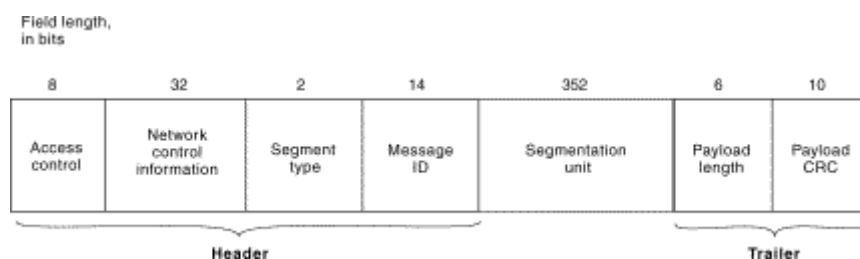 Field length,
in bits
8 32 2 14 352 6 10
Access
control
Network
control
information
Segment
type
Message
ID
Segmentation
unit
Payload
length
Payload
CRC
Header Trailer